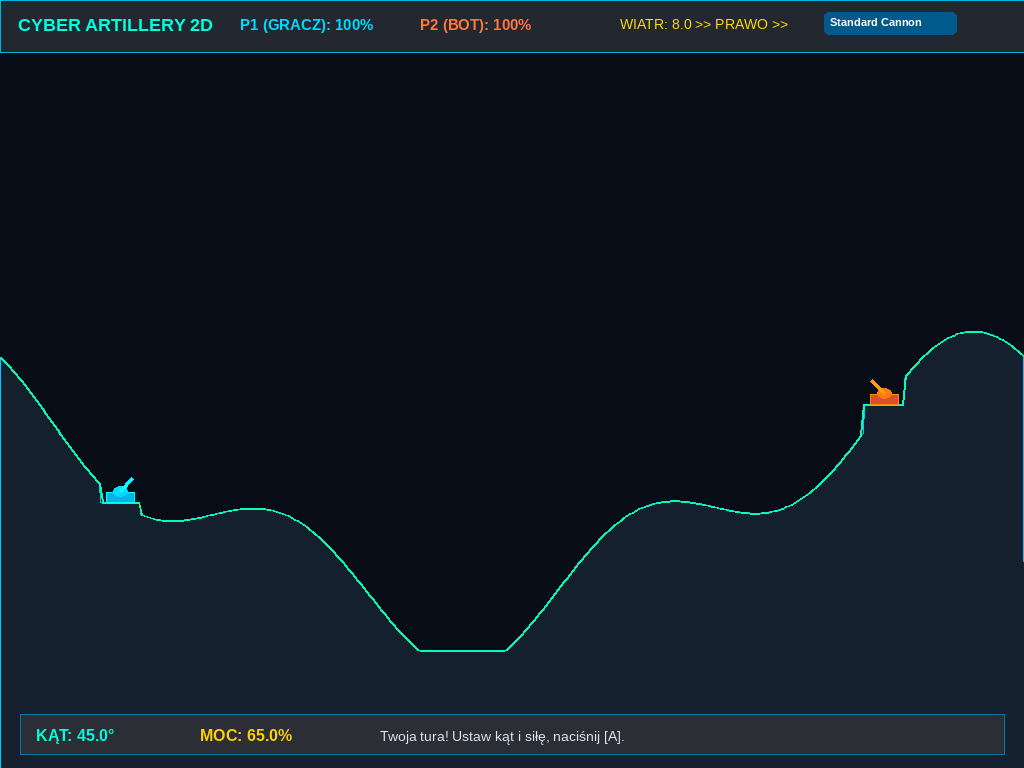 CYBER ARTILLERY 2D
P1 (GRACZ): 100%
P2 (BOT): 100%
WIATR: 8.0 >> PRAWO >>
Standard Cannon
KĄT: 45.0°
MOC: 65.0%
Twoja tura! Ustaw kąt i siłę, naciśnij [A].